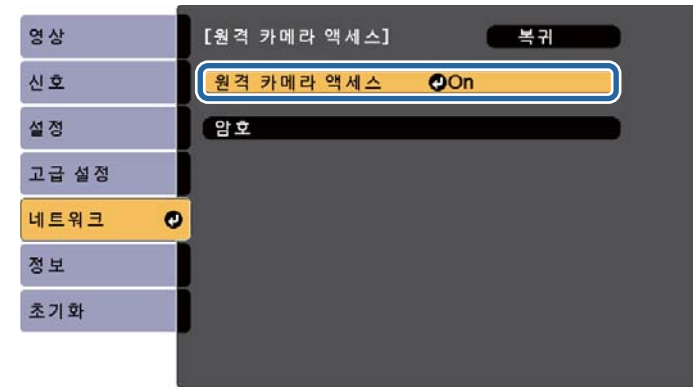 영상
신호
설정
고급 설정
네트워크
정보
초기화
[원격 카메라 액세스] 복귀
원격 카메라 액세스 On
암호